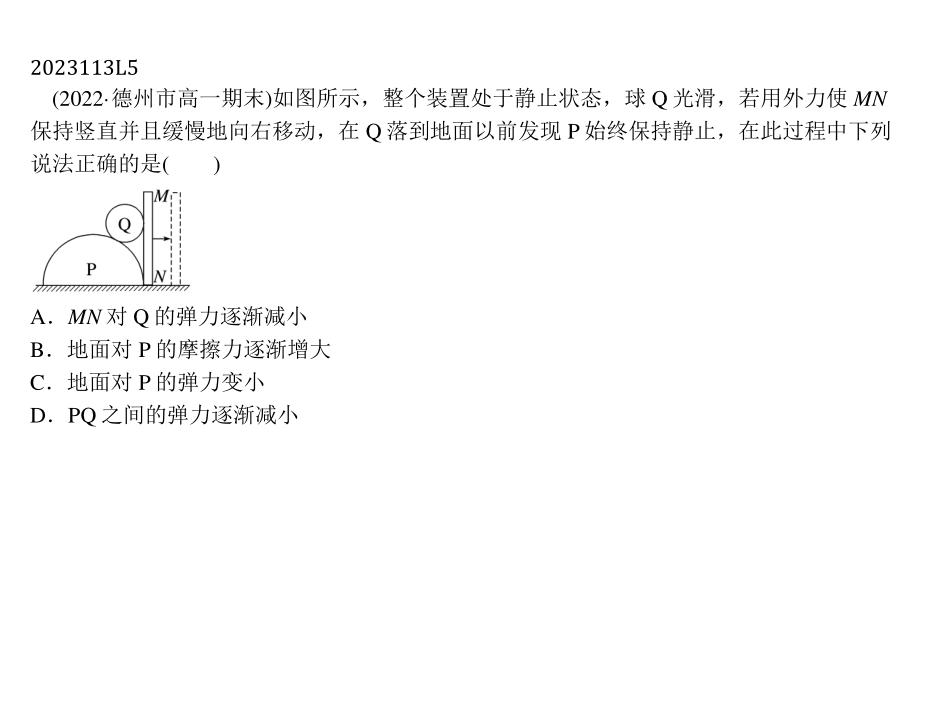 2023113L5
(2022·德州市高一期末)如图所示，整个装置处于静止状态，球 Q 光滑，若用外力使 MN
保持竖直并且缓慢地向右移动，在 Q 落到地面以前发现 P 始终保持静止，在此过程中下列
说法正确的是(　　)
M
Q
P
N
A．MN 对 Q 的弹力逐渐减小
B．地面对 P 的摩擦力逐渐增大
C．地面对 P 的弹力变小
D．PQ 之间的弹力逐渐减小